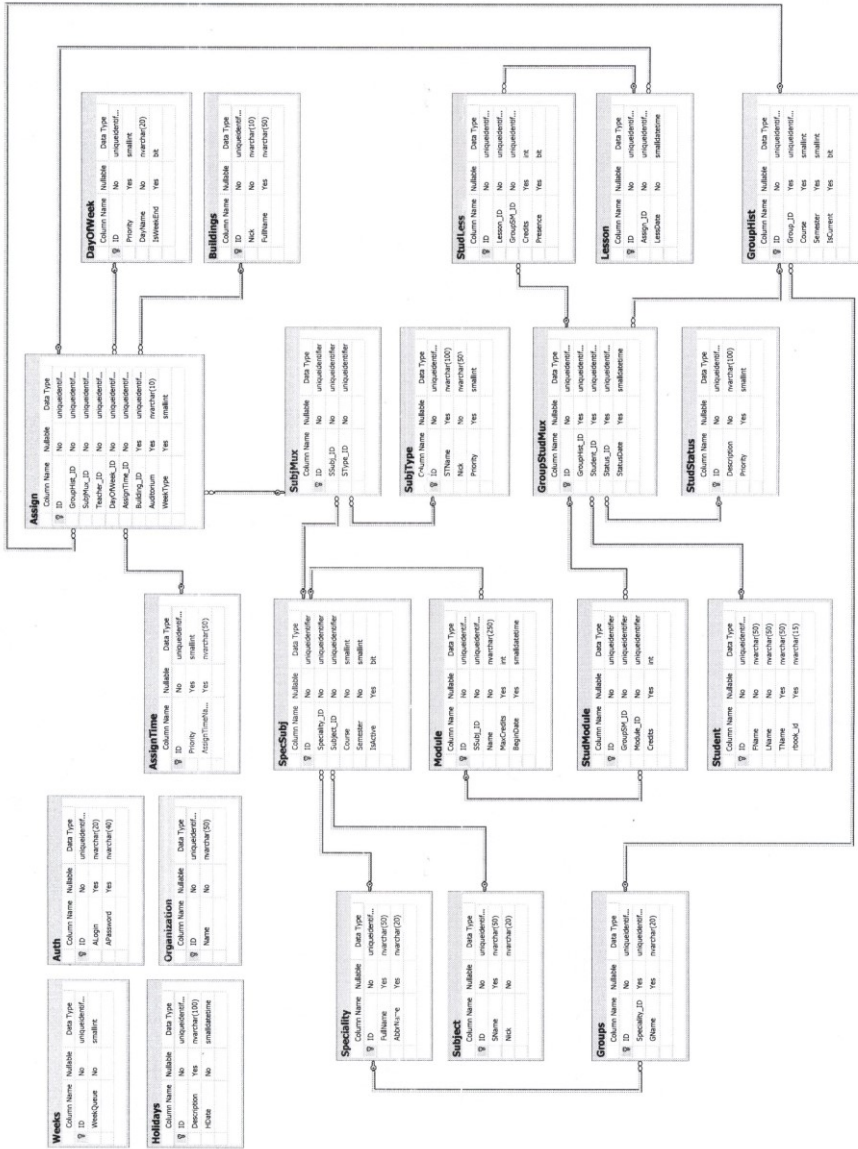 Weeks
Column Name Nullable Data Type
ID No uniqueidentif...
WeekQueue No smallint
Holidays
Column Name Nullable Data Type
ID No uniqueidentif...
Description Yes nvarchar(100)
HDate No smalldatetime
Auth
Column Name Nullable Data Type
ID No uniqueidentif...
ALogin Yes nvarchar(20)
APassword Yes nvarchar(40)
Organization
Column Name Nullable Data Type
ID No uniqueidentif...
Name No nvarchar(50)
AssignTime
Column Name Nullable Data Type
ID No uniqueidentif...
Priority Yes smallint
AssignTimeNa... Yes nvarchar(50)
Assign
Column Name Nullable Data Type
ID No uniqueidentif...
GroupHist_ID No uniqueidentif...
SubjMux_ID No uniqueidentif...
Teacher_ID No uniqueidentif...
DayOfWeek_ID No uniqueidentif...
AssignTime_ID No uniqueidentif...
Building_ID Yes uniqueidentif...
Auditorium Yes nvarchar(10)
WeekType Yes smallint
DayOfWeek
Column Name Nullable Data Type
ID No uniqueidentif...
Priority Yes smallint
DayName No nvarchar(20)
IsWeekEnd Yes bit
Buildings
Column Name Nullable Data Type
ID No uniqueidentif...
Nick No nvarchar(10)
FullName Yes nvarchar(50)
Speciality
Column Name Nullable Data Type
ID No uniqueidentif...
FullName Yes nvarchar(50)
AbbrName Yes nvarchar(20)
Subject
Column Name Nullable Data Type
ID No uniqueidentif...
SName Yes nvarchar(50)
Nick No nvarchar(20)
Groups
Column Name Nullable Data Type
ID No uniqueidentif...
Speciality_ID Yes uniqueidentif...
GName Yes nvarchar(20)
SpecSubj
Column Name Nullable Data Type
ID No uniqueidentifier
Speciality_ID No uniqueidentifier
Subject_ID No uniqueidentifier
Course No smallint
Semester No smallint
IsActive Yes bit
Module
Column Name Nullable Data Type
ID No uniqueidentif...
SSubj_ID No uniqueidentif...
Name No nvarchar(250)
MaxCredits Yes int
BeginDate Yes smalldatetime
StudModule
Column Name Nullable Data Type
ID No uniqueidentifier
GroupSM_ID No uniqueidentifier
Module_ID No uniqueidentifier
Credits Yes int
Student
Column Name Nullable Data Type
ID No uniqueidentif...
FName No nvarchar(50)
LName No nvarchar(50)
TName Yes nvarchar(50)
rbook_id Yes nvarchar(15)
SubjMux
Column Name Nullable Data Type
ID No uniqueidentifier
SSubj_ID No uniqueidentifier
SType_ID No uniqueidentifier
SubjType
Column Name Nullable Data Type
ID No uniqueidentif...
STName Yes nvarchar(100)
Nick No nvarchar(50)
Priority Yes smallint
GroupStudMux
Column Name Nullable Data Type
ID No uniqueidentif...
GroupHist_ID Yes uniqueidentif...
Student_ID No uniqueidentif...
Status_ID Yes uniqueidentif...
StatusDate Yes smalldatetime
StudStatus
Column Name Nullable Data Type
ID No uniqueidentif...
Description No nvarchar(100)
Priority Yes smallint
StudLess
Column Name Nullable Data Type
ID No uniqueidentif...
Lesson_ID No uniqueidentif...
GroupSM_ID No uniqueidentif...
Credits Yes int
Presence Yes bit
Lesson
Column Name Nullable Data Type
ID No uniqueidentif...
Assign_ID No uniqueidentif...
LessDate No smalldatetime
GroupHist
Column Name Nullable Data Type
ID No uniqueidentif...
Group_ID Yes uniqueidentif...
Course Yes smallint
Semester Yes smallint
IsCurrent Yes bit